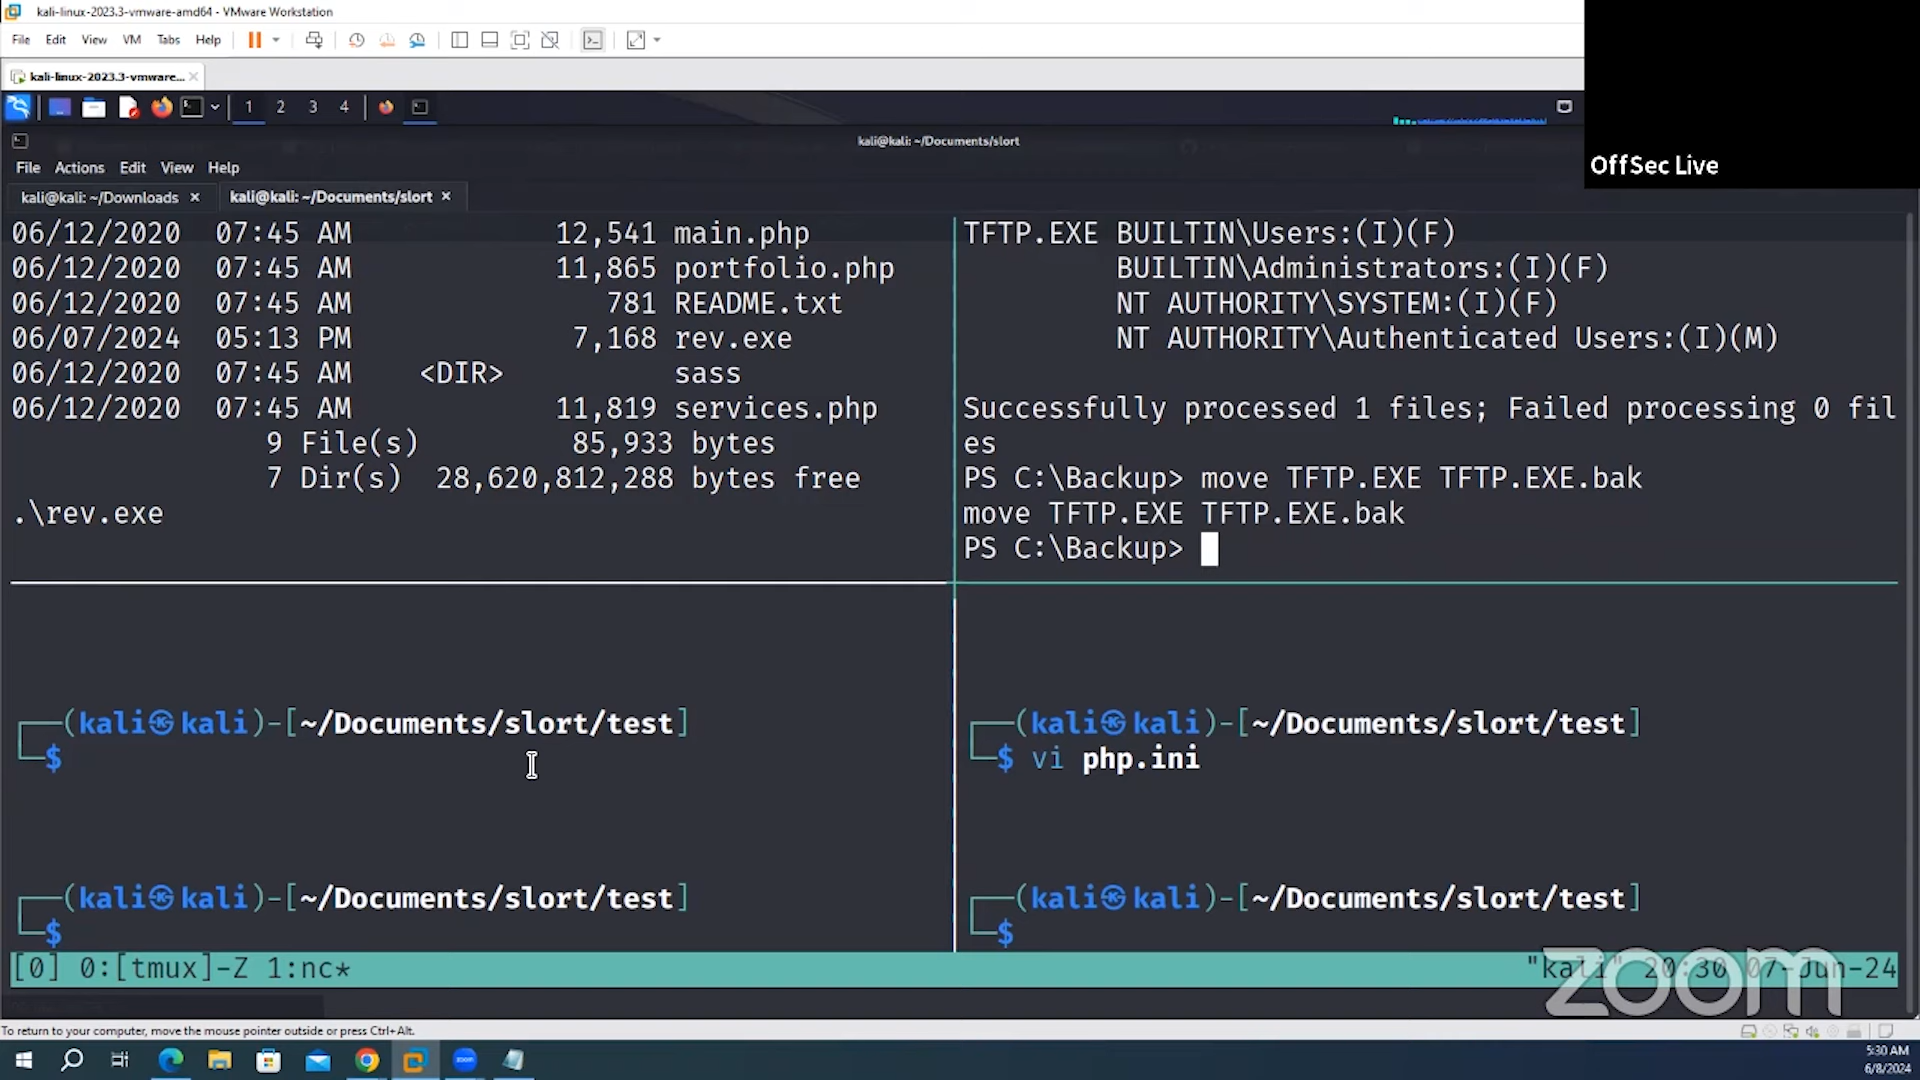 kali-linux-2023.3-vmware-amd64 - VMware Workstation
File Edit View VM Tabs Help
kali-linux-2023.3-vmware...
1 2 3 4
kali@kali: ~/Documents/slort
OffSec Live
File Actions Edit View Help
kali@kali: ~/Downloads
kali@kali: ~/Documents/slort
06/12/2020 07:45 AM 12,541 main.php
06/12/2020 07:45 AM 11,865 portfolio.php
06/12/2020 07:45 AM 781 README.txt
06/07/2024 05:13 PM 7,168 rev.exe
06/12/2020 07:45 AM <DIR> sass
06/12/2020 07:45 AM 11,819 services.php
9 File(s) 85,933 bytes
7 Dir(s) 28,620,812,288 bytes free
.\rev.exe
TFTP.EXE BUILTIN\Users:(I)(F)
BUILTIN\Administrators:(I)(F)
NT AUTHORITY\SYSTEM:(I)(F)
NT AUTHORITY\Authenticated Users:(I)(M)
Successfully processed 1 files; Failed processing 0 fil
es
PS C:\Backup> move TFTP.EXE TFTP.EXE.bak
move TFTP.EXE TFTP.EXE.bak
PS C:\Backup>
┌──(kali㉿kali)-[~/Documents/slort/test]
└─$
┌──(kali㉿kali)-[~/Documents/slort/test]
└─$
┌──(kali㉿kali)-[~/Documents/slort/test]
└─$ vi php.ini
┌──(kali㉿kali)-[~/Documents/slort/test]
└─$
[0] 0:[tmux]-Z 1:nc* "kali" 20:30 07-Jun-24
zoom
To return to your computer, move the mouse pointer outside or press Ctrl+Alt.
zoom
5:30 AM
6/8/2024